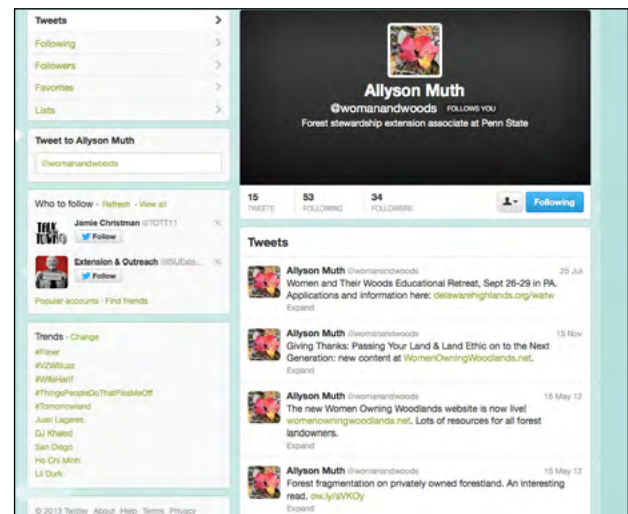 Tweets
Following
Followers
Favorites
Lists
Tweet to Allyson Muth
@womanandwoods
Who to follow · Refresh · View all
Jamie Christman @TOTT11
Follow
Extension & Outreach @ISUExte...
Follow
Popular accounts · Find friends
Trends · Change
#VZWBuzz
#ThingsPeopleDoThatPissMeOff
#Tomorrowland
Juan Lagares
DJ Khaled
San Diego
Ho Chi Minh
Lil Durk
© 2013 Twitter About Help Terms Privacy
Allyson Muth
@womanandwoods FOLLOWS YOU
Forest stewardship extension associate at Penn State
15 53 34
TWEETS FOLLOWING FOLLOWERS
Following
Tweets
Allyson Muth @womanandwoods 25 Jul
Women and Their Woods Educational Retreat, Sept 26-29 in PA.
Applications and information here: delawarehighlands.org/watw
Expand
Allyson Muth @womanandwoods 15 Nov
Giving Thanks: Passing Your Land & Land Ethic on to the Next
Generation: new content at WomenOwningWoodlands.net.
Expand
Allyson Muth @womanandwoods 15 May 12
The new Women Owning Woodlands website is now live!
womenowningwoodlands.net. Lots of resources for all forest
landowners.
Expand
Allyson Muth @womanandwoods 15 May 12
Forest fragmentation on privately owned forestland. An interesting
read. ow.ly/aVKOy
Expand